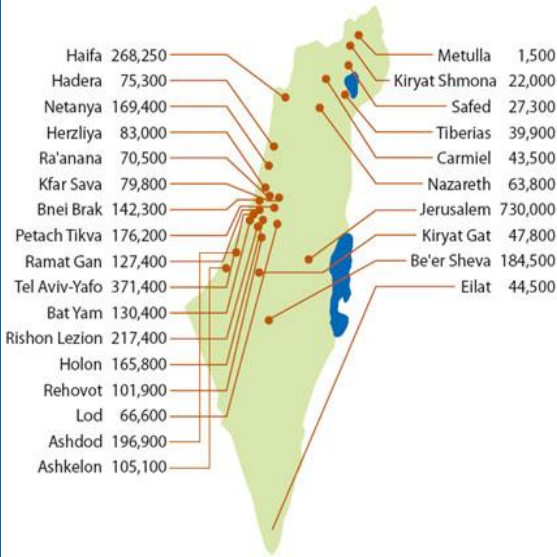 Haifa 268,250
Hadera 75,300
Netanya 169,400
Herzliya 83,000
Ra'anana 70,500
Kfar Sava 79,800
Bnei Brak 142,300
Petach Tikva 176,200
Ramat Gan 127,400
Tel Aviv-Yafo 371,400
Bat Yam 130,400
Rishon Lezion 217,400
Holon 165,800
Rehovot 101,900
Lod 66,600
Ashdod 196,900
Ashkelon 105,100
Metulla 1,500
Kiryat Shmona 22,000
Safed 27,300
Tiberias 39,900
Carmiel 43,500
Nazareth 63,800
Jerusalem 730,000
Kiryat Gat 47,800
Be'er Sheva 184,500
Eilat 44,500